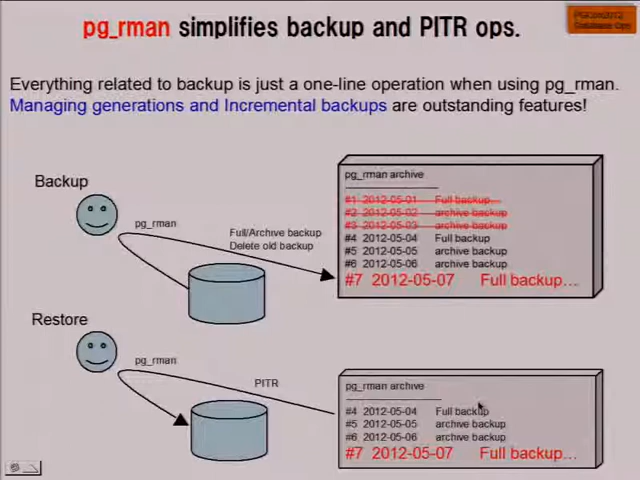 PGCon2012
Database Ops
pg_rman simplifies backup and PITR ops.
Everything related to backup is just a one-line operation when using pg_rman.
Managing generations and Incremental backups are outstanding features!
Backup
pg_rman
Full/Archive backup
Delete old backup
pg_rman archive
#1 2012-05-01 Full backup...
#2 2012-05-02 archive backup
#3 2012-05-03 archive backup
#4 2012-05-04 Full backup
#5 2012-05-05 archive backup
#6 2012-05-06 archive backup
#7 2012-05-07 Full backup...
Restore
pg_rman
PITR
pg_rman archive
#4 2012-05-04 Full backup
#5 2012-05-05 archive backup
#6 2012-05-06 archive backup
#7 2012-05-07 Full backup...